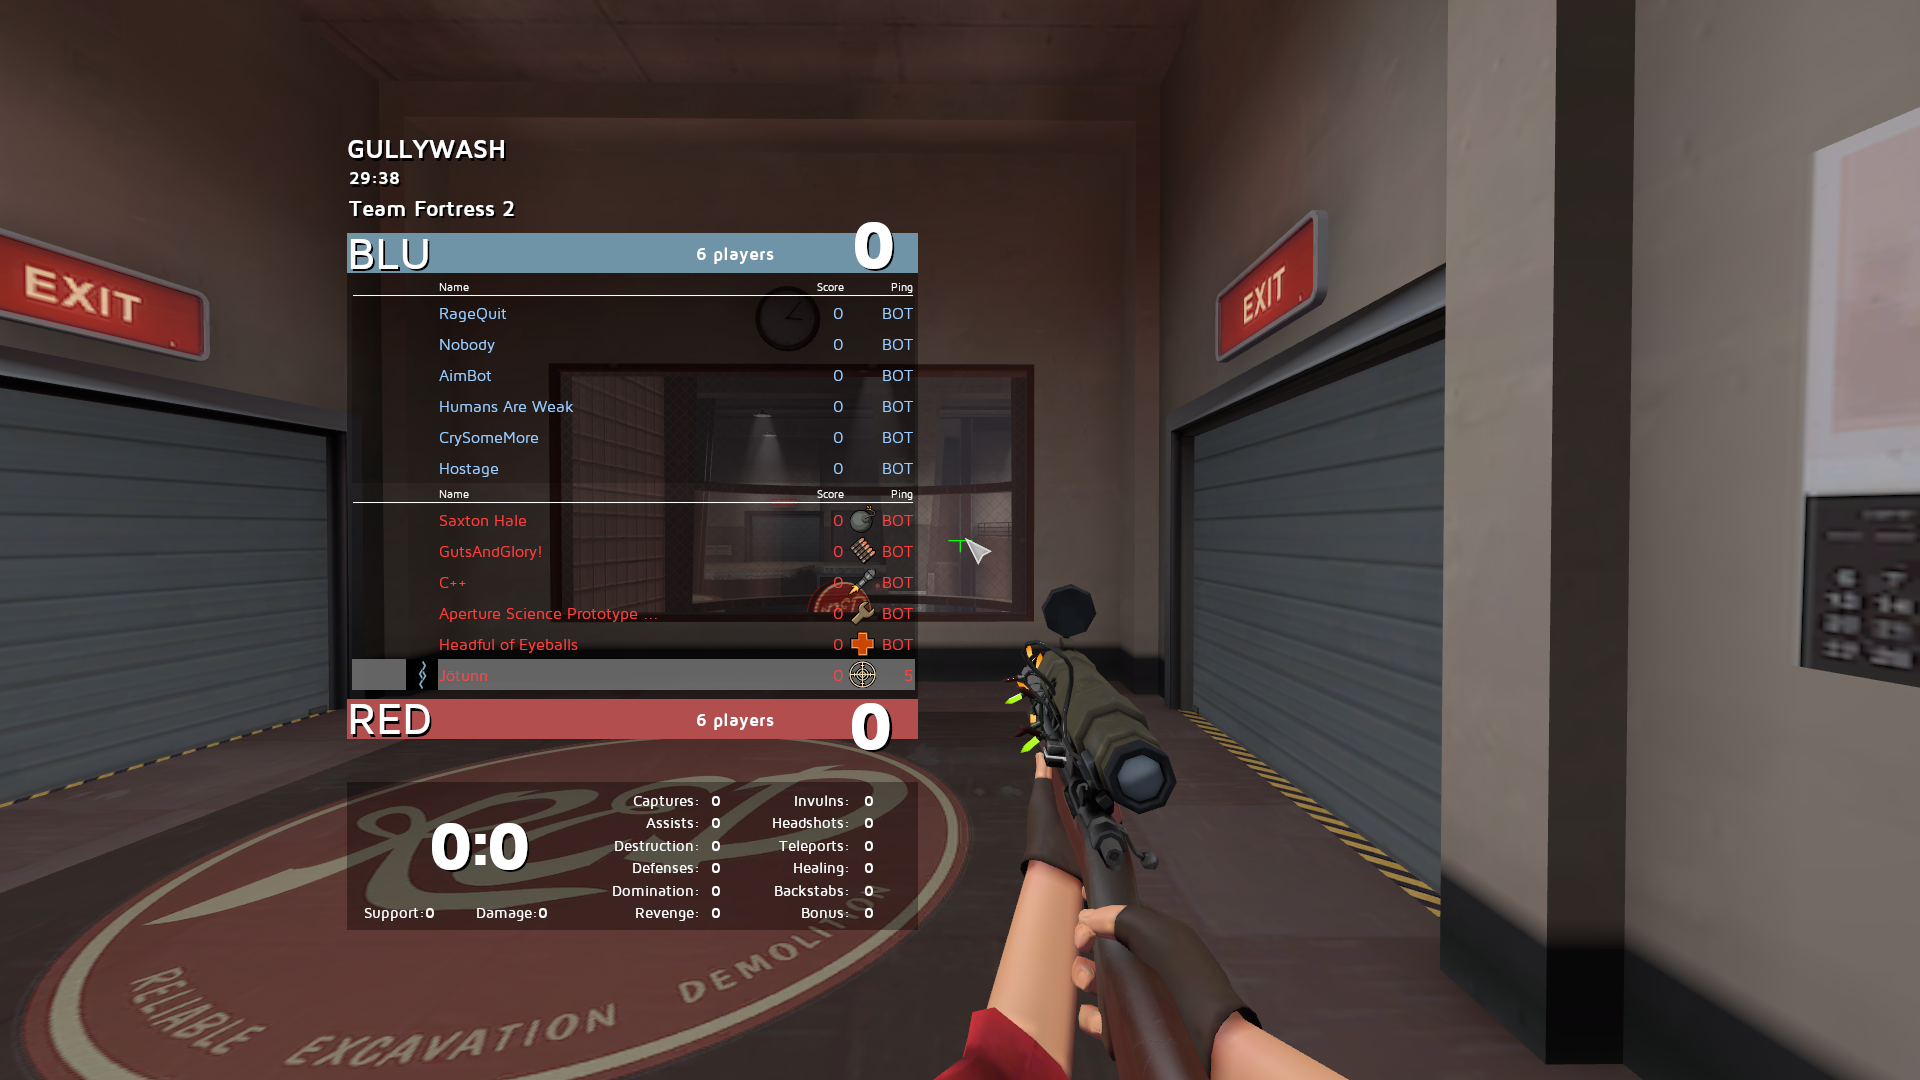 GULLYWASH
29:38
Team Fortress 2
BLU 6 players 0
Name Score Ping
RageQuit 0 BOT
Nobody 0 BOT
AimBot 0 BOT
Humans Are Weak 0 BOT
CrySomeMore 0 BOT
Hostage 0 BOT
Name Score Ping
Saxton Hale 0 BOT
GutsAndGlory! 0 BOT
C++ 0 BOT
Aperture Science Prototype ... 0 BOT
Headful of Eyeballs 0 BOT
Jotunn 0 5
RED 6 players 0
0:0
Captures: 0 Invulns: 0
Assists: 0 Headshots: 0
Destruction: 0 Teleports: 0
Defenses: 0 Healing: 0
Domination: 0 Backstabs: 0
Support:0 Damage:0 Revenge: 0 Bonus: 0
EXIT
EXIT
RED
RELIABLE EXCAVATION DEMOLITION